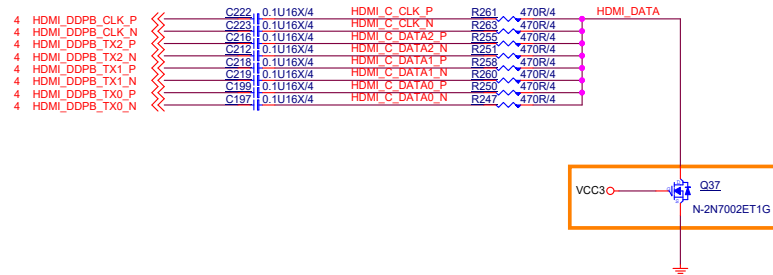 4 HDMI_DDPB_CLK_P C222 0.1U16X/4 HDMI_C_CLK_P R261 470R/4 HDMI_DATA
4 HDMI_DDPB_CLK_N C223 0.1U16X/4 HDMI_C_CLK_N R263 470R/4
4 HDMI_DDPB_TX2_P C216 0.1U16X/4 HDMI_C_DATA2_P R255 470R/4
4 HDMI_DDPB_TX2_N C212 0.1U16X/4 HDMI_C_DATA2_N R251 470R/4
4 HDMI_DDPB_TX1_P C218 0.1U16X/4 HDMI_C_DATA1_P R258 470R/4
4 HDMI_DDPB_TX1_N C219 0.1U16X/4 HDMI_C_DATA1_N R260 470R/4
4 HDMI_DDPB_TX0_P C199 0.1U16X/4 HDMI_C_DATA0_P R250 470R/4
4 HDMI_DDPB_TX0_N C197 0.1U16X/4 HDMI_C_DATA0_N R247 470R/4
VCC3 Q37
N-2N7002ET1G